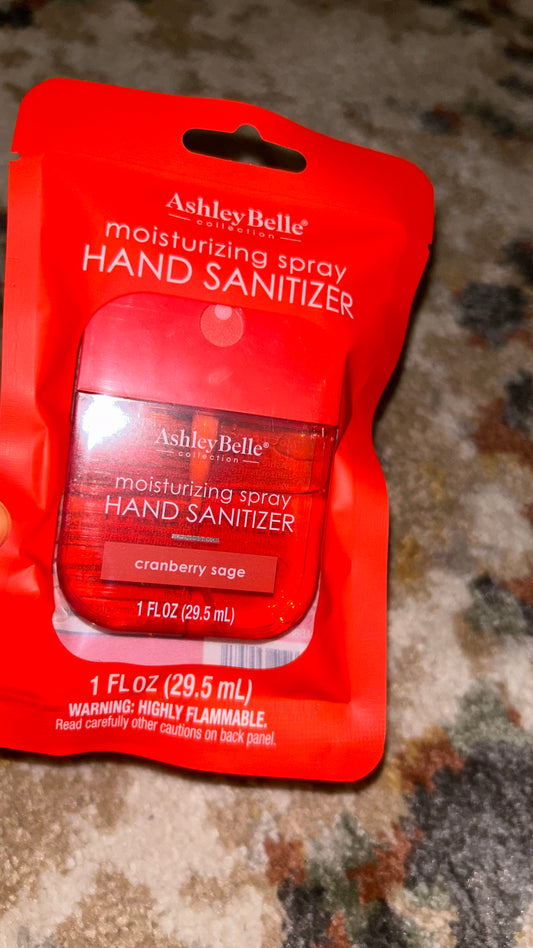 AshleyBelle®
collection
moisturizing spray
HAND SANITIZER
AshleyBelle®
collection
moisturizing spray
HAND SANITIZER
cranberry sage
1 FL OZ (29.5 mL)
1 FL OZ (29.5 mL)
WARNING: HIGHLY FLAMMABLE.
Read carefully other cautions on back panel.